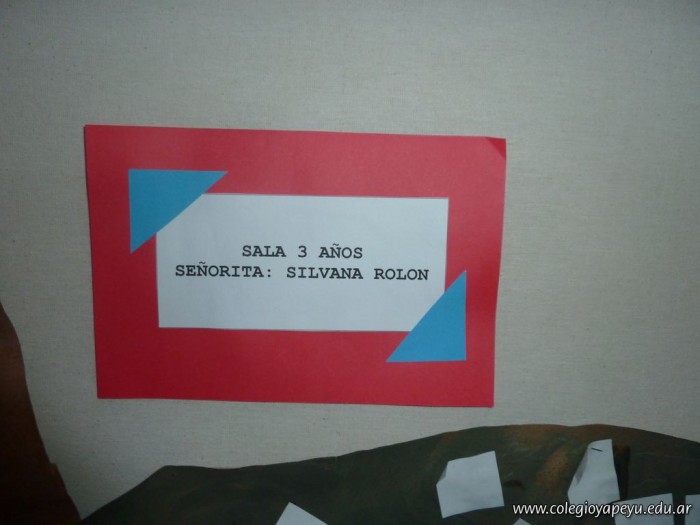 SALA 3 AÑOS
SEÑORITA: SILVANA ROLON
www.colegioyapeyu.edu.ar